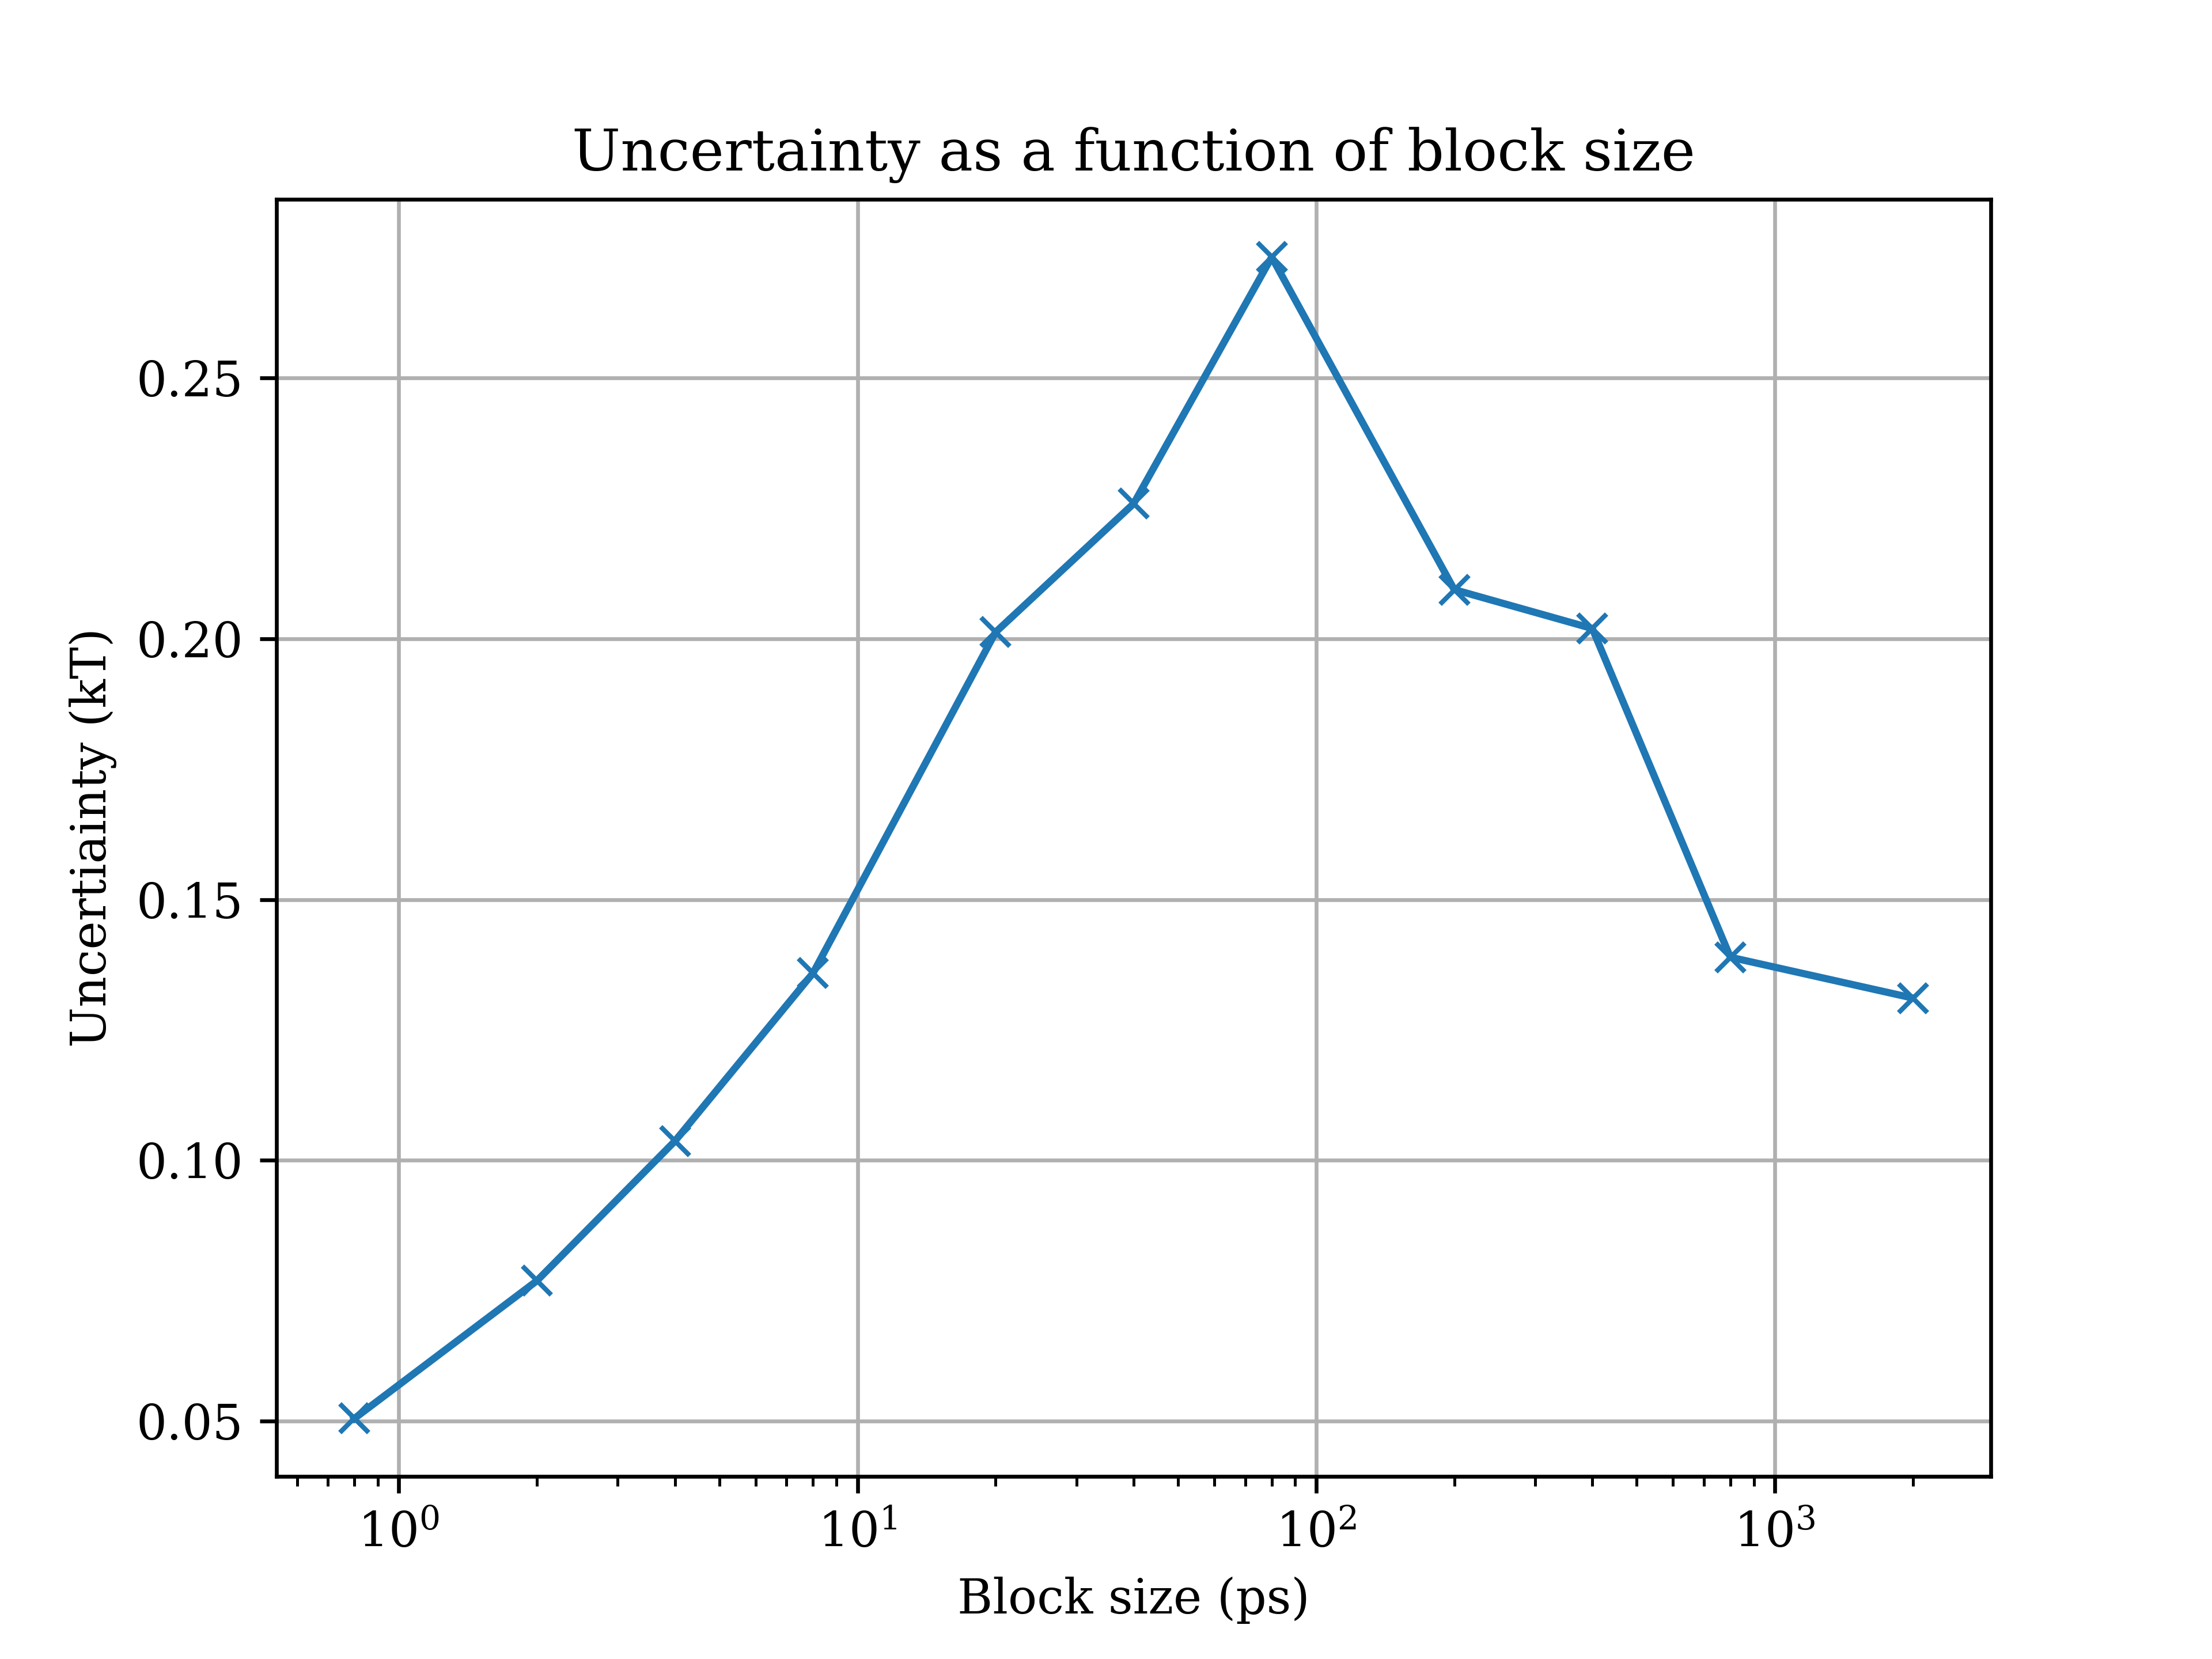 Uncertainty as a function of block size
Uncertiainty (kT)
0.25
0.20
0.15
0.10
0.05
10⁰ 10¹ 10² 10³
Block size (ps)